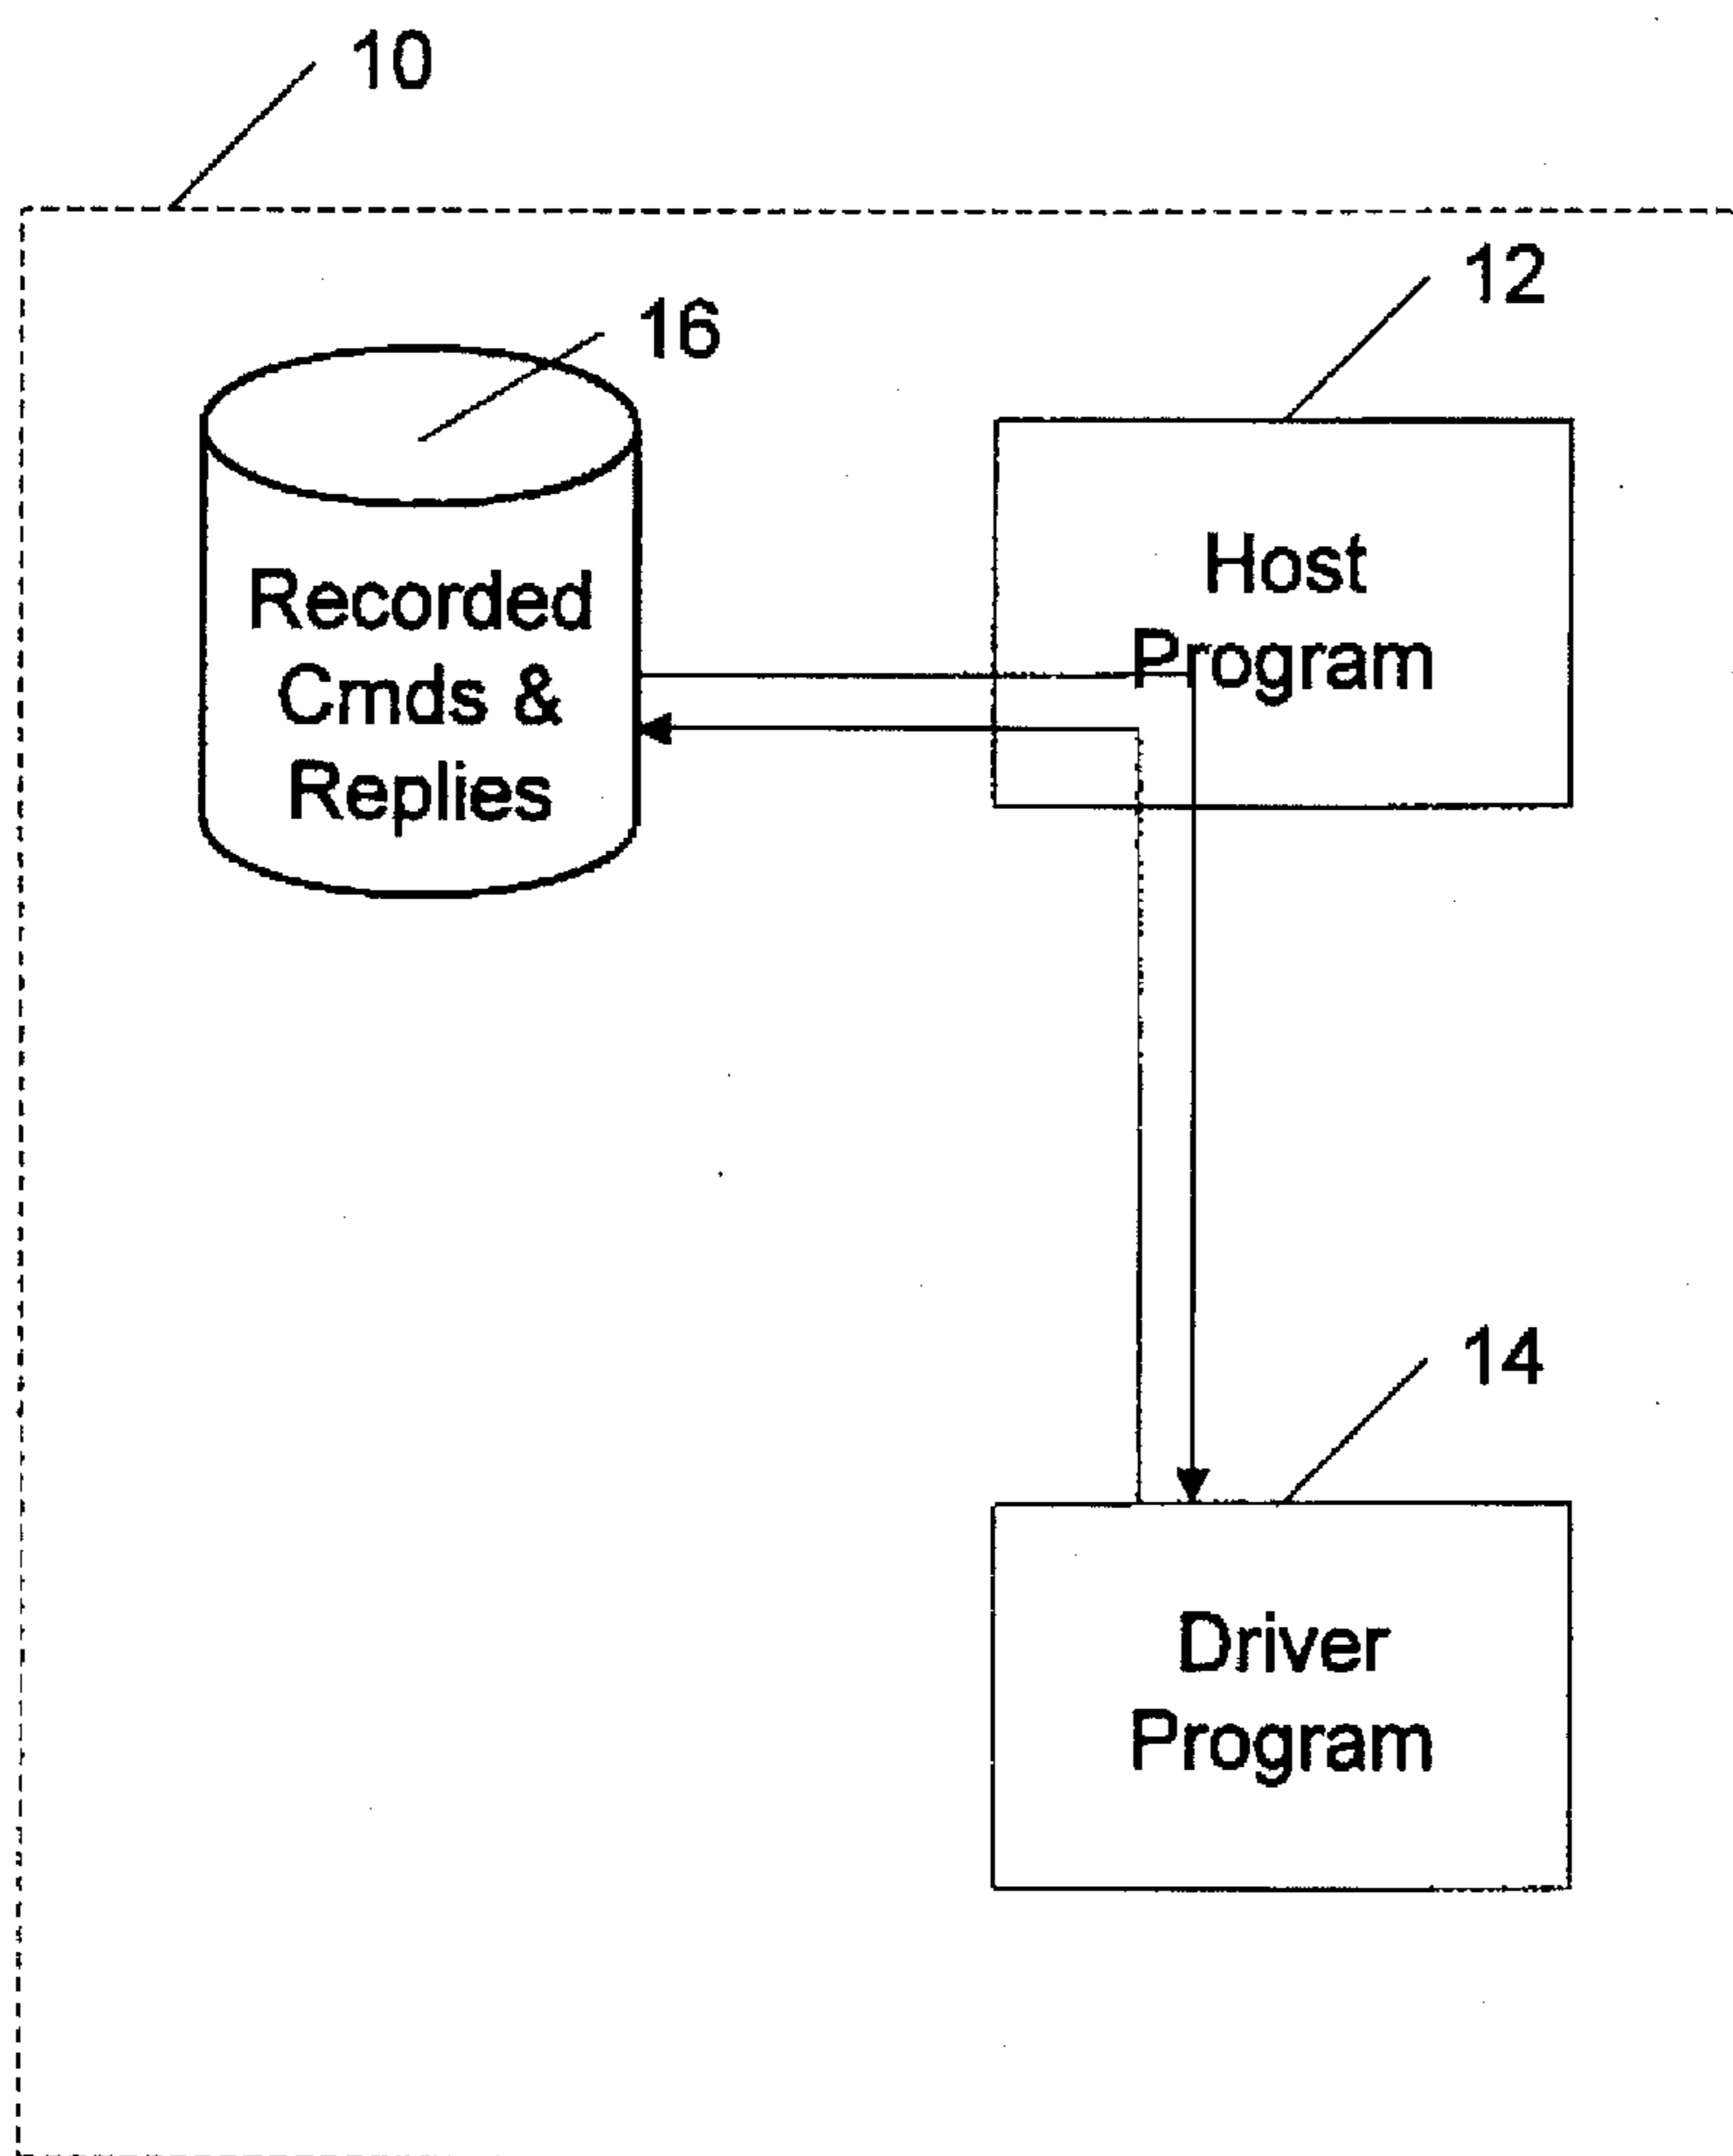 10
12
16
Recorded
Cmds &
Replies
Host
Program
14
Driver
Program